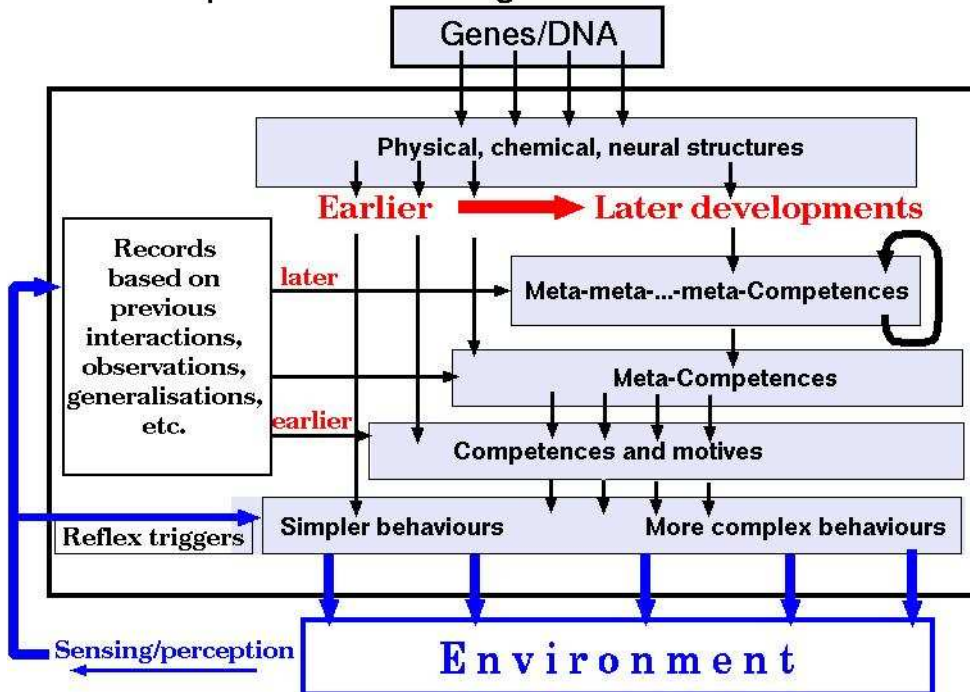 Genes/DNA
Physical, chemical, neural structures
Earlier
Later developments
Records
based on
previous
interactions,
observations,
generalisations,
etc.
later
Meta-meta-...-meta-Competences
Meta-Competences
earlier
Competences and motives
Simpler behaviours
More complex behaviours
Reflex triggers
Sensing/perception
Environment